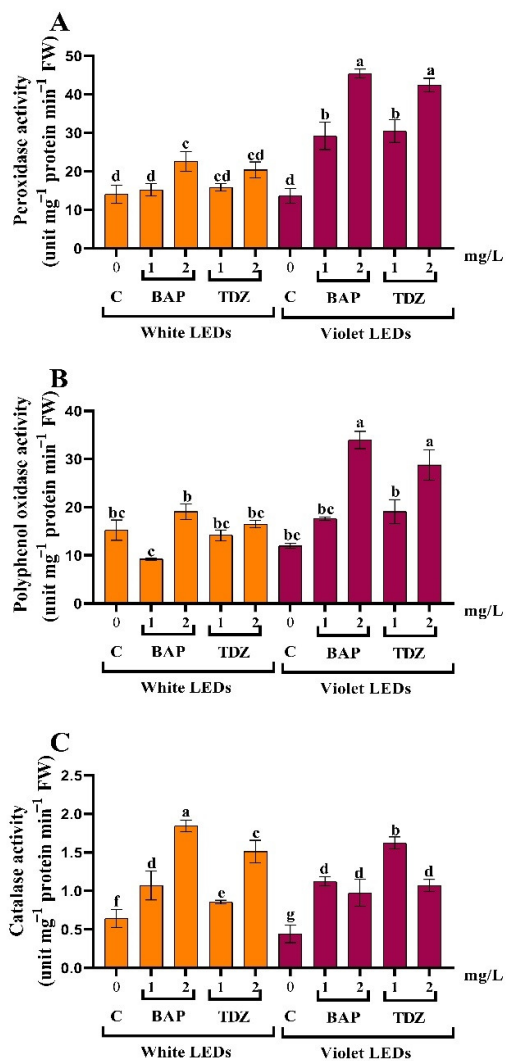 A
Peroxidase activity
(unit mg⁻¹ protein min⁻¹ FW)
50
40
30
20
10
0
d d c cd cd d b a b a
0 1 2 1 2 0 1 2 1 2 mg/L
C BAP TDZ C BAP TDZ
White LEDs Violet LEDs
B
Polyphenol oxidase activity
(unit mg⁻¹ protein min⁻¹ FW)
40
30
20
10
0
bc c b bc bc bc bc a b a
0 1 2 1 2 0 1 2 1 2 mg/L
C BAP TDZ C BAP TDZ
White LEDs Violet LEDs
C
Catalase activity
(unit mg⁻¹ protein min⁻¹ FW)
2.5
2.0
1.5
1.0
0.5
0.0
f d a e c g d d b d
0 1 2 1 2 0 1 2 1 2 mg/L
C BAP TDZ C BAP TDZ
White LEDs Violet LEDs